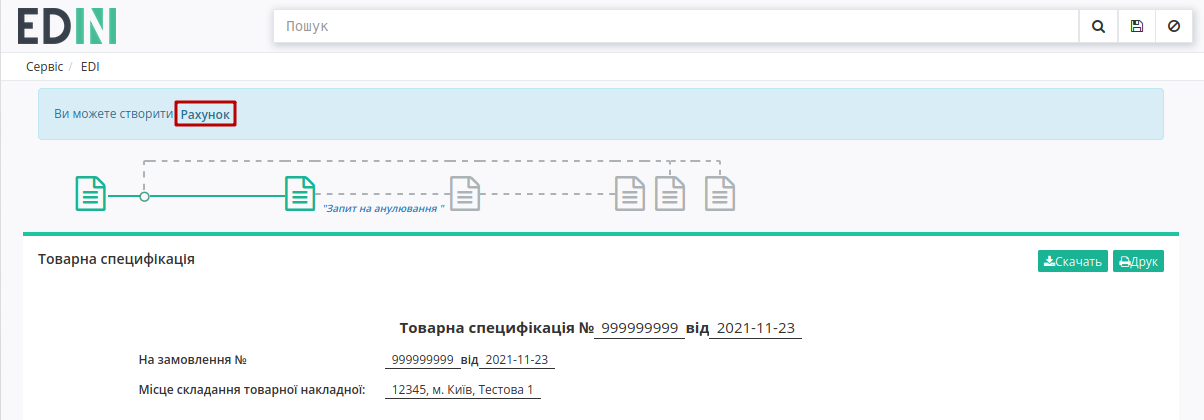 EDIN
Пошук
Сервіс / EDI
Ви можете створити Рахунок
"Запит на анулювання "
Товарна специфікація
Скачать Друк
Товарна специфікація № 999999999 від 2021-11-23
На замовлення № 999999999 від 2021-11-23
Місце складання товарної накладної: 12345, м. Київ, Тестова 1